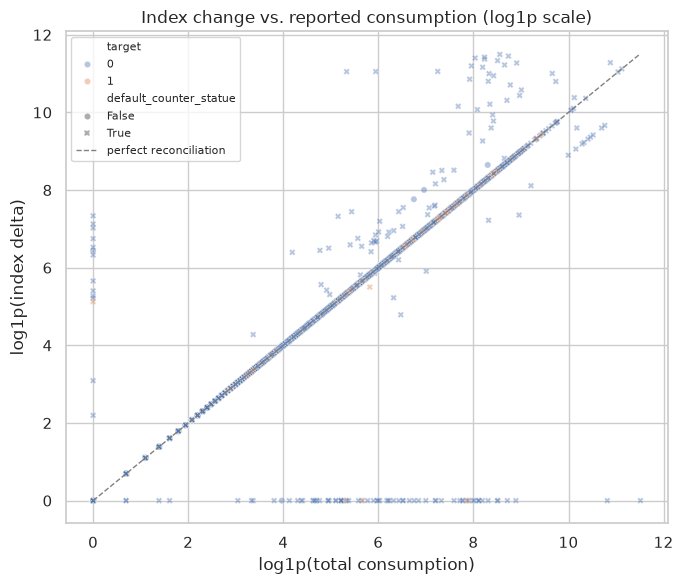 Index change vs. reported consumption (log1p scale)
target
0
1
default_counter_statue
False
True
perfect reconciliation
12
10
8
6
4
2
0
log1p(index delta)
0 2 4 6 8 10 12
log1p(total consumption)